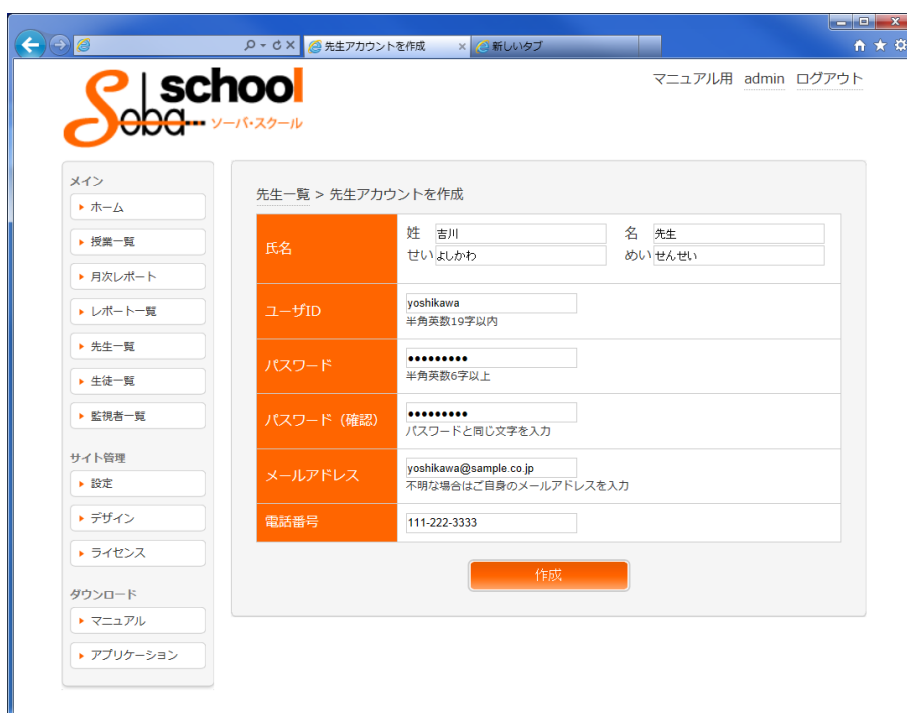 先生アカウントを作成 ×
新しいタブ
school
Soba
ソーバ・スクール
マニュアル用 admin ログアウト
メイン
ホーム
授業一覧
月次レポート
レポート一覧
先生一覧
生徒一覧
監視者一覧
サイト管理
設定
デザイン
ライセンス
ダウンロード
マニュアル
アプリケーション
先生一覧 > 先生アカウントを作成
氏名
姓 吉川 名 先生
せい よしかわ めい せんせい
ユーザID
yoshikawa
半角英数19字以内
パスワード
•••••••••
半角英数6字以上
パスワード（確認）
•••••••••
パスワードと同じ文字を入力
メールアドレス
yoshikawa@sample.co.jp
不明な場合はご自身のメールアドレスを入力
電話番号
111-222-3333
作成